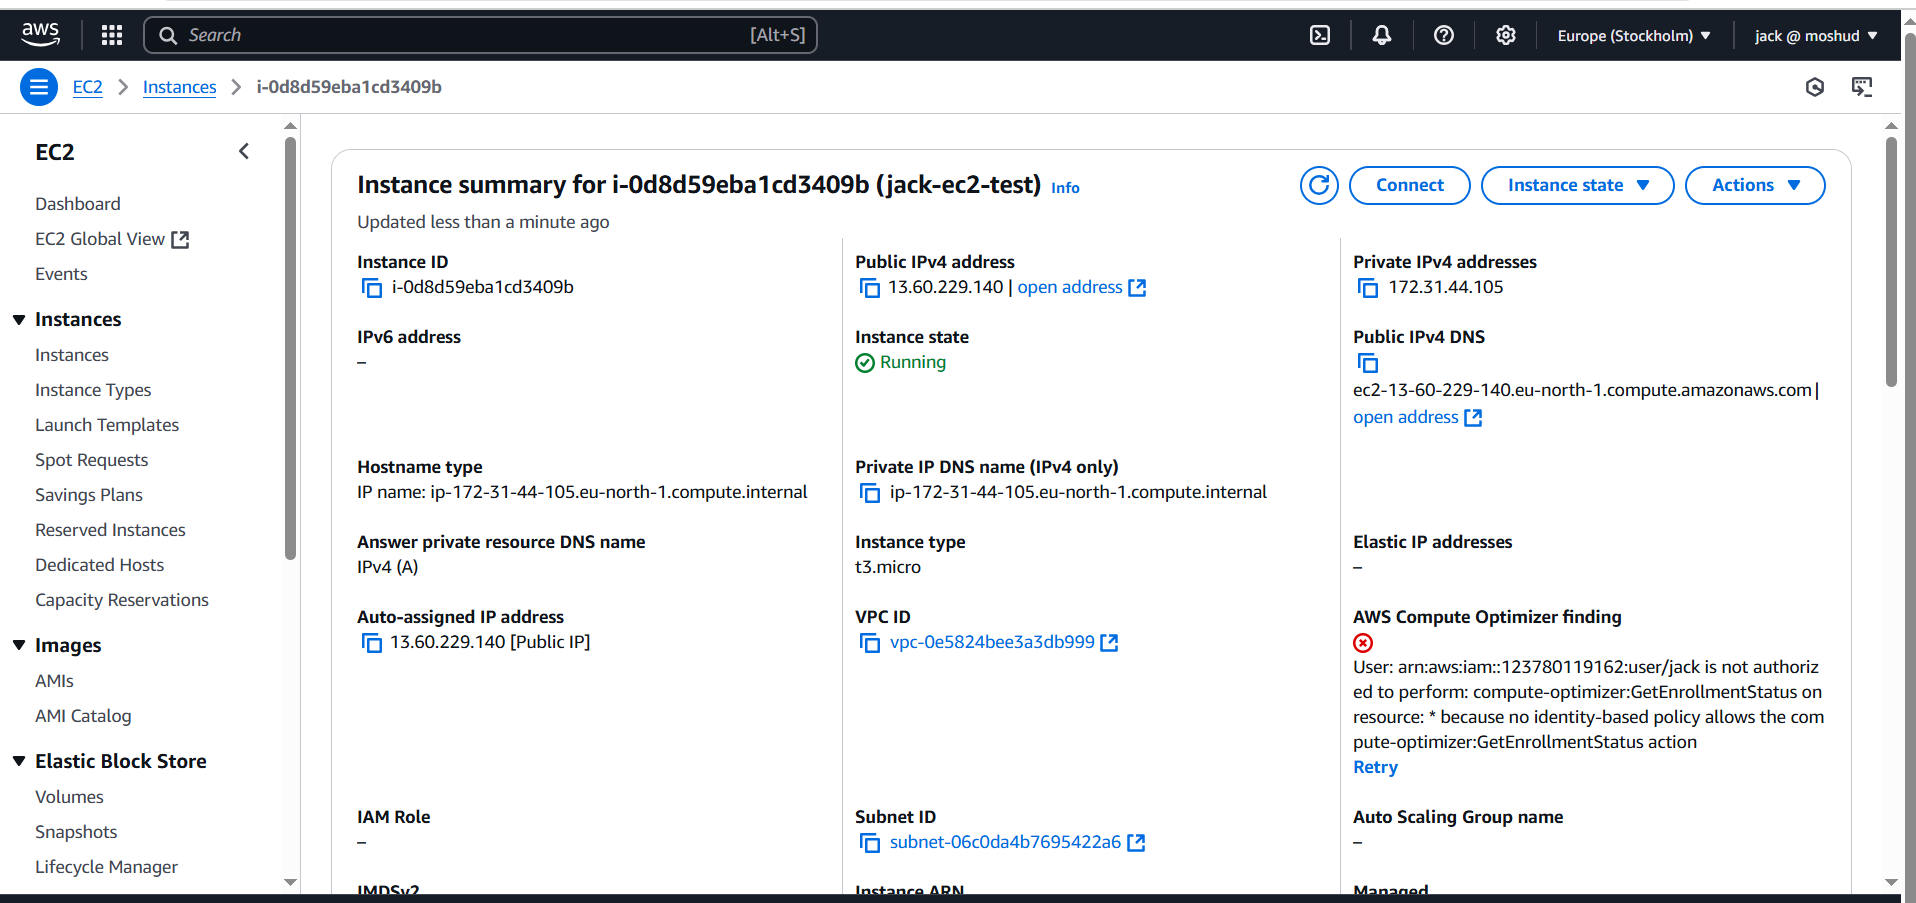 aws
Search
[Alt+S]
Europe (Stockholm)
jack @ moshud
EC2
Instances
i-0d8d59eba1cd3409b
EC2
Dashboard
EC2 Global View
Events
Instances
Instances
Instance Types
Launch Templates
Spot Requests
Savings Plans
Reserved Instances
Dedicated Hosts
Capacity Reservations
Images
AMIs
AMI Catalog
Elastic Block Store
Volumes
Snapshots
Lifecycle Manager
Instance summary for i-0d8d59eba1cd3409b (jack-ec2-test) Info
Updated less than a minute ago
Connect
Instance state
Actions
Instance ID
i-0d8d59eba1cd3409b
Public IPv4 address
13.60.229.140 | open address
Private IPv4 addresses
172.31.44.105
IPv6 address
–
Instance state
Running
Public IPv4 DNS
ec2-13-60-229-140.eu-north-1.compute.amazonaws.com |
open address
Hostname type
IP name: ip-172-31-44-105.eu-north-1.compute.internal
Private IP DNS name (IPv4 only)
ip-172-31-44-105.eu-north-1.compute.internal
Answer private resource DNS name
IPv4 (A)
Instance type
t3.micro
Elastic IP addresses
–
Auto-assigned IP address
13.60.229.140 [Public IP]
VPC ID
vpc-0e5824bee3a3db999
AWS Compute Optimizer finding
User: arn:aws:iam::123780119162:user/jack is not authoriz
ed to perform: compute-optimizer:GetEnrollmentStatus on
resource: * because no identity-based policy allows the com
pute-optimizer:GetEnrollmentStatus action
Retry
IAM Role
–
Subnet ID
subnet-06c0da4b7695422a6
Auto Scaling Group name
–
IMDSv2
Instance ARN
Managed